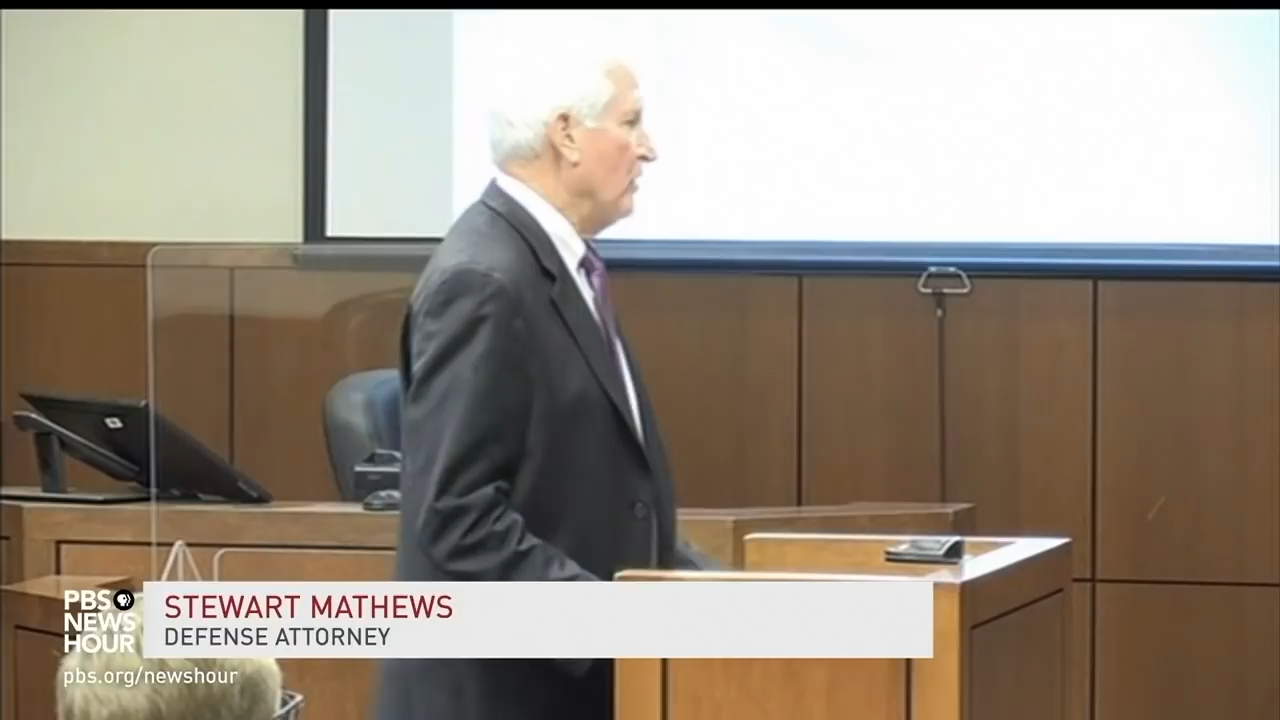 STEWART MATHEWS
DEFENSE ATTORNEY
PBS
NEWS
HOUR
pbs.org/newshour